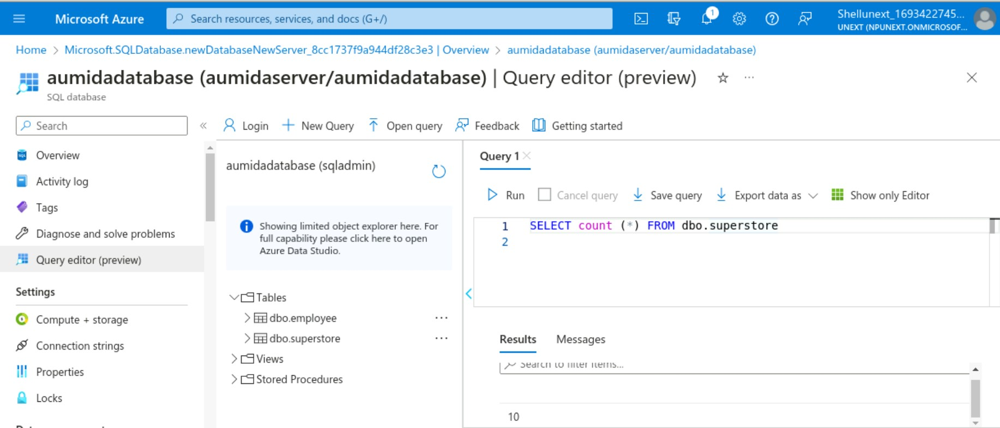 Microsoft Azure
Search resources, services, and docs (G+/)
1
Shellunext_1693422745...
UNEXT (NPUNEXT.ONMICROSOF...
Home > Microsoft.SQLDatabase.newDatabaseNewServer_8cc1737f9a944df28c3e3 | Overview > aumidadatabase (aumidaserver/aumidadatabase)
aumidadatabase (aumidaserver/aumidadatabase) | Query editor (preview)
SQL database
Search
Login
New Query
Open query
Feedback
Getting started
Overview
Activity log
Tags
Diagnose and solve problems
Query editor (preview)
Settings
Compute + storage
Connection strings
Properties
Locks
aumidadatabase (sqladmin)
Showing limited object explorer here. For
full capability please click here to open
Azure Data Studio.
Tables
dbo.employee
dbo.superstore
Views
Stored Procedures
Query 1
Run
Cancel query
Save query
Export data as
Show only Editor
1 SELECT count (*) FROM dbo.superstore
2
Results
Messages
Search to filter items...
10